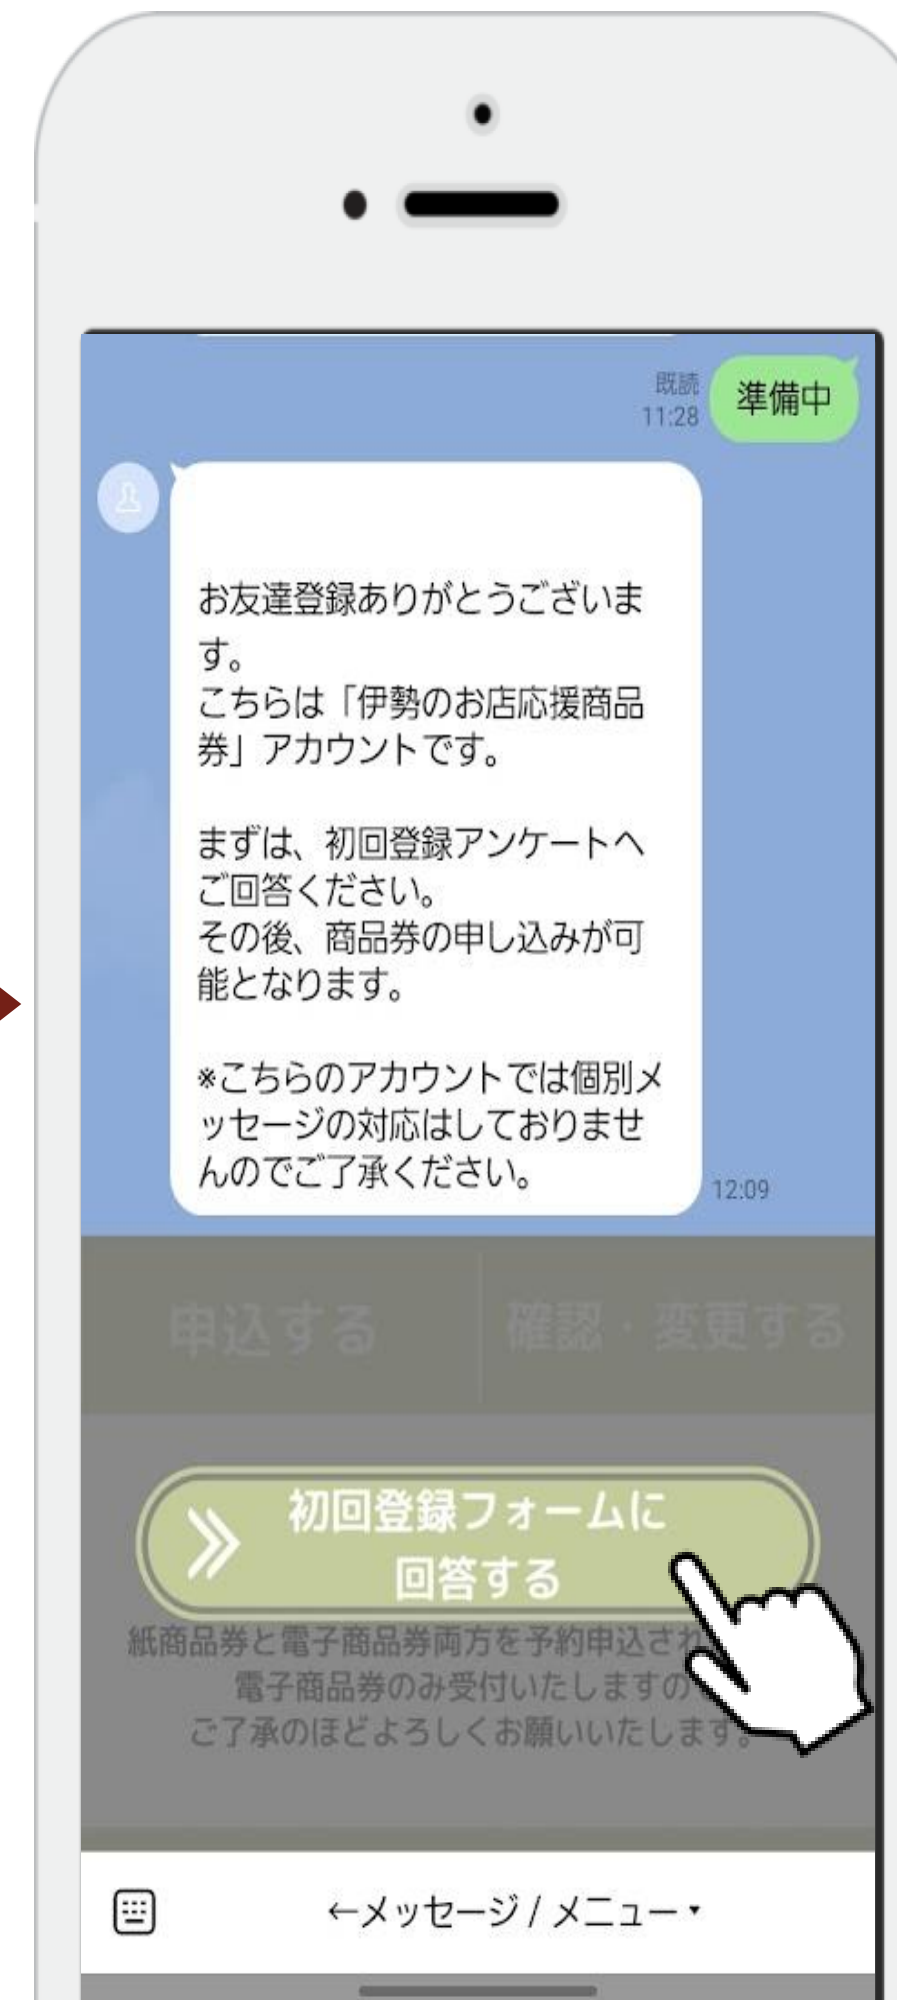 既読
11:28
準備中
お友達登録ありがとうございま
す。
こちらは「伊勢のお店応援商品
券」アカウントです。
まずは、初回登録アンケートへ
ご回答ください。
その後、商品券の申し込みが可
能となります。
※こちらのアカウントでは個別メ
ッセージの対応はしておりませ
んのでご了承ください。
12:09
申込する
確認・変更する
初回登録フォームに
回答する
紙商品券と電子商品券両方を予約申込され
電子商品券のみ受付いたしますの
ご了承のほどよろしくお願いいたします。
←メッセージ / メニュー▾